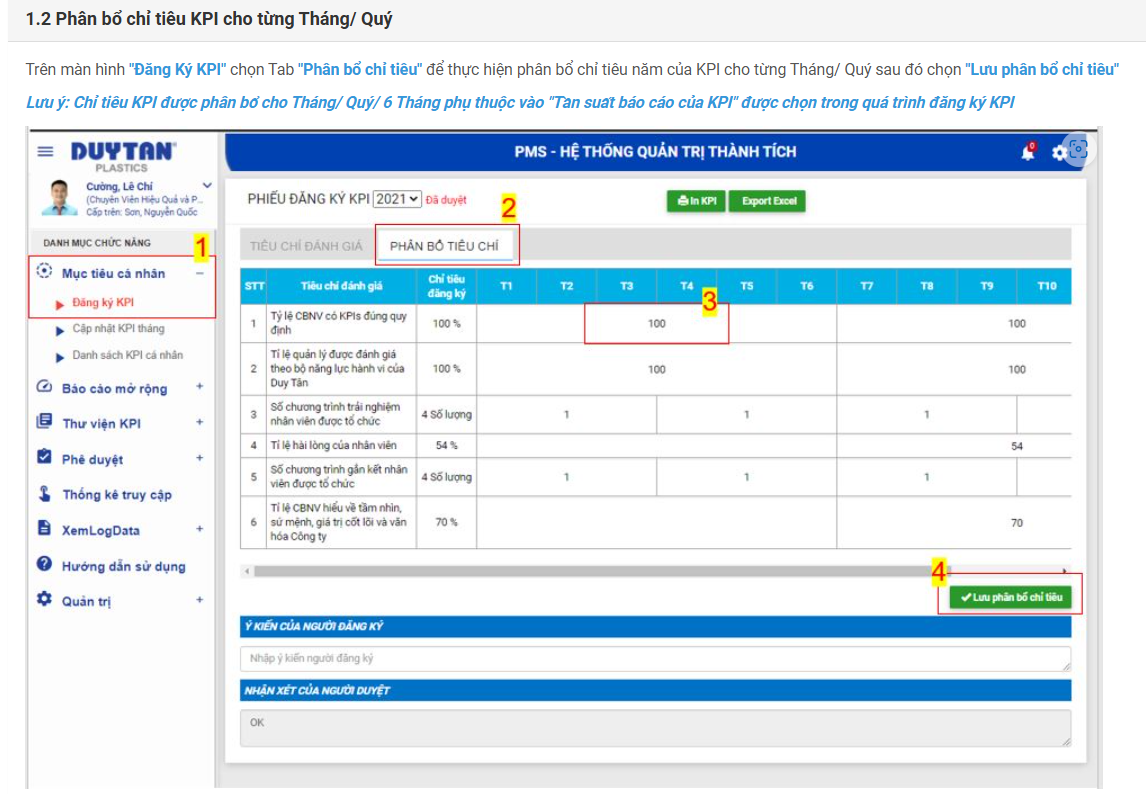 1.2 Phân bổ chỉ tiêu KPI cho từng Tháng/ Quý
Trên màn hình "Đăng Ký KPI" chọn Tab "Phân bổ chỉ tiêu" để thực hiện phân bổ chỉ tiêu năm của KPI cho từng Tháng/ Quý sau đó chọn "Lưu phân bổ chỉ tiêu"
Lưu ý: Chỉ tiêu KPI được phân bổ cho Tháng/ Quý/ 6 Tháng phụ thuộc vào "Tần suất báo cáo của KPI" được chọn trong quá trình đăng ký KPI
DUYTAN
PLASTICS
Cường, Lê Chí
(Chuyên Viên Hiệu Quả và P...
Cấp trên: Sơn, Nguyễn Quốc
DANH MỤC CHỨC NĂNG
1
Mục tiêu cá nhân –
Đăng ký KPI
Cập nhật KPI tháng
Danh sách KPI cá nhân
Báo cáo mở rộng +
Thư viện KPI +
Phê duyệt +
Thống kê truy cập
XemLogData +
Hướng dẫn sử dụng
Quản trị +
PMS - HỆ THỐNG QUẢN TRỊ THÀNH TÍCH
0
PHIẾU ĐĂNG KÝ KPI 2021 Đã duyệt
In KPI Export Excel
2
TIÊU CHÍ ĐÁNH GIÁ PHÂN BỔ TIÊU CHÍ
STT Tiêu chí đánh giá Chỉ tiêu đăng ký T1 T2 T3 T4 T5 T6 T7 T8 T9 T10
3
1 Tỷ lệ CBNV có KPIs đúng quy định 100 % 100 100
2 Tỉ lệ quản lý được đánh giá theo bộ năng lực hành vi của Duy Tân 100 % 100 100
3 Số chương trình trải nghiệm nhân viên được tổ chức 4 Số lượng 1 1 1
4 Tỉ lệ hài lòng của nhân viên 54 % 54
5 Số chương trình gắn kết nhân viên được tổ chức 4 Số lượng 1 1 1
6 Tỉ lệ CBNV hiểu về tầm nhìn, sứ mệnh, giá trị cốt lõi và văn hóa Công ty 70 % 70
4
Lưu phân bổ chỉ tiêu
Ý KIẾN CỦA NGƯỜI ĐĂNG KÝ
Nhập ý kiến người đăng ký
NHẬN XÉT CỦA NGƯỜI DUYỆT
OK